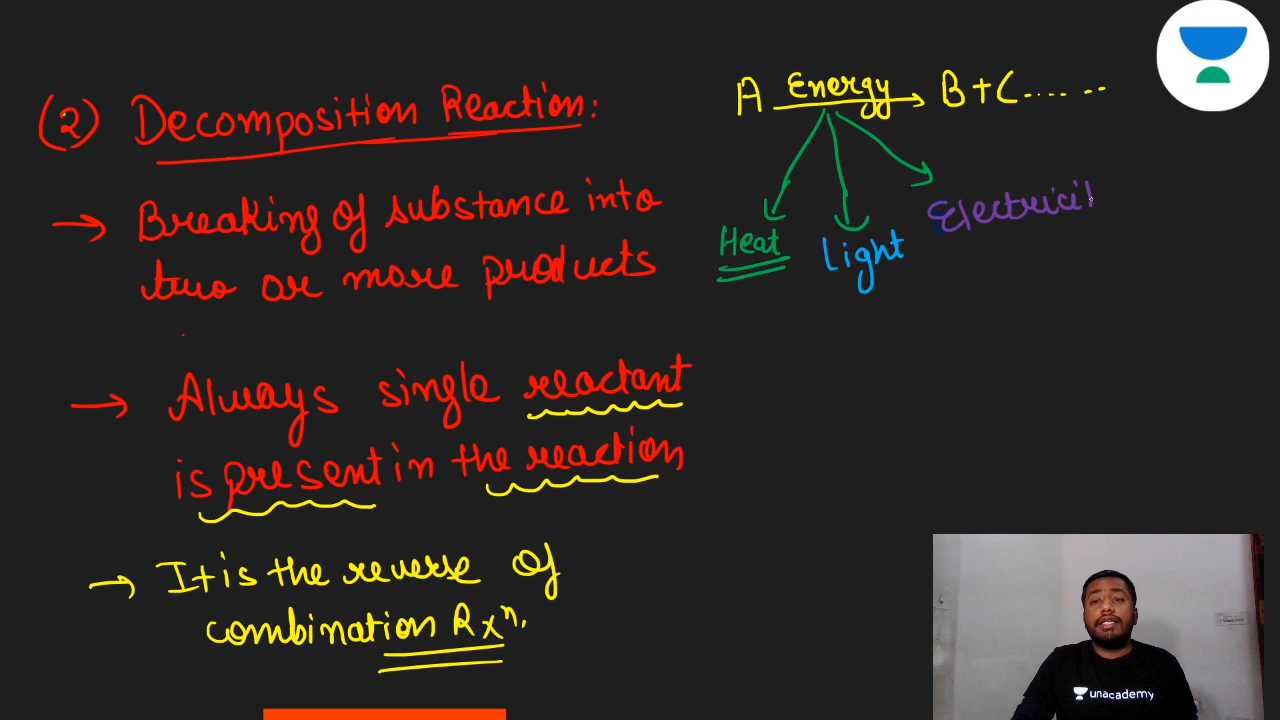 (2) Decomposition Reaction:
→ Breaking of substance into
two or more products
→ Always single reactant
is present in the reaction
→ It is the reverse of
combination Rxⁿ.
A Energy → B + C ......
Heat
Light
Electricit
unacademy